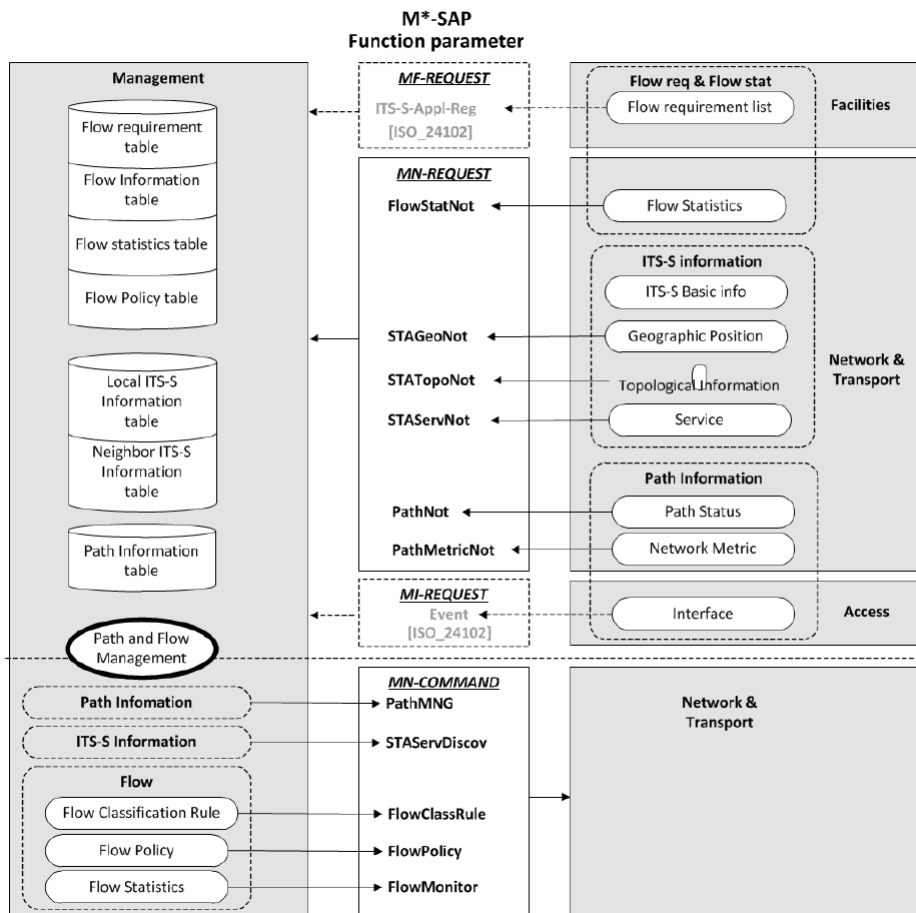 M*-SAP
Function parameter
Management
Flow requirement
table
Flow Information
table
Flow statistics table
Flow Policy table
Local ITS-S
Information
table
Neighbor ITS-S
Information
table
Path Information
table
Path and Flow
Management
MF-REQUEST
ITS-S-Appl-Reg
[ISO_24102]
MN-REQUEST
FlowStatNot
STAGeoNot
STATopoNot
STAServNot
PathNot
PathMetricNot
MI-REQUEST
Event
[ISO_24102]
Flow req & Flow stat
Flow requirement list
Facilities
Flow Statistics
ITS-S information
ITS-S Basic info
Geographic Position
Topological Information
Service
Network &
Transport
Path Information
Path Status
Network Metric
Interface
Access
Path Infomation
ITS-S Information
Flow
Flow Classification Rule
Flow Policy
Flow Statistics
MN-COMMAND
PathMNG
STAServDiscov
FlowClassRule
FlowPolicy
FlowMonitor
Network &
Transport